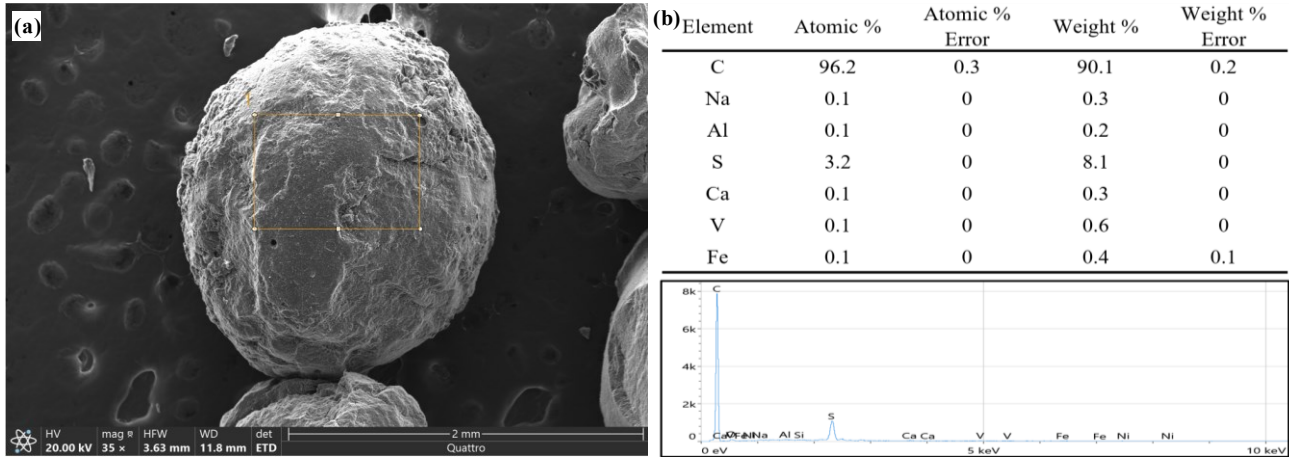 (a)
1
HV mag HFW WD det 2 mm
20.00 kV 35 × 3.63 mm 11.8 mm ETD Quattro
(b)
Element Atomic % Atomic % Error Weight % Weight % Error
C 96.2 0.3 90.1 0.2
Na 0.1 0 0.3 0
Al 0.1 0 0.2 0
S 3.2 0 8.1 0
Ca 0.1 0 0.3 0
V 0.1 0 0.6 0
Fe 0.1 0 0.4 0.1
8k C
6k
4k
2k S
0 Ca Fe Ni Na Al Si Ca Ca V V Fe Fe Ni Ni
0 eV 5 keV 10 keV